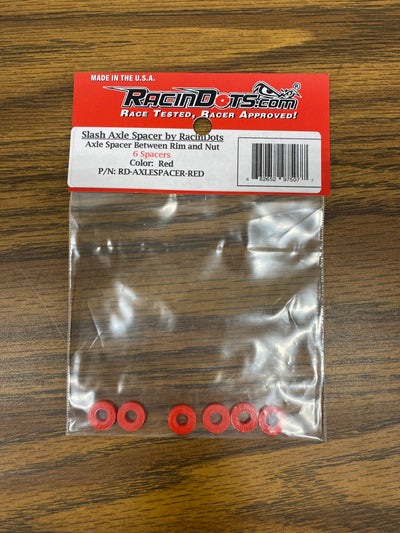 MADE IN THE U.S.A.
RACINDOTS.COM
RACE TESTED, RACER APPROVED!
Slash Axle Spacer by RacinDots
Axle Spacer Between Rim and Nut
6 Spacers
Color: Red
P/N: RD-AXLESPACER-RED